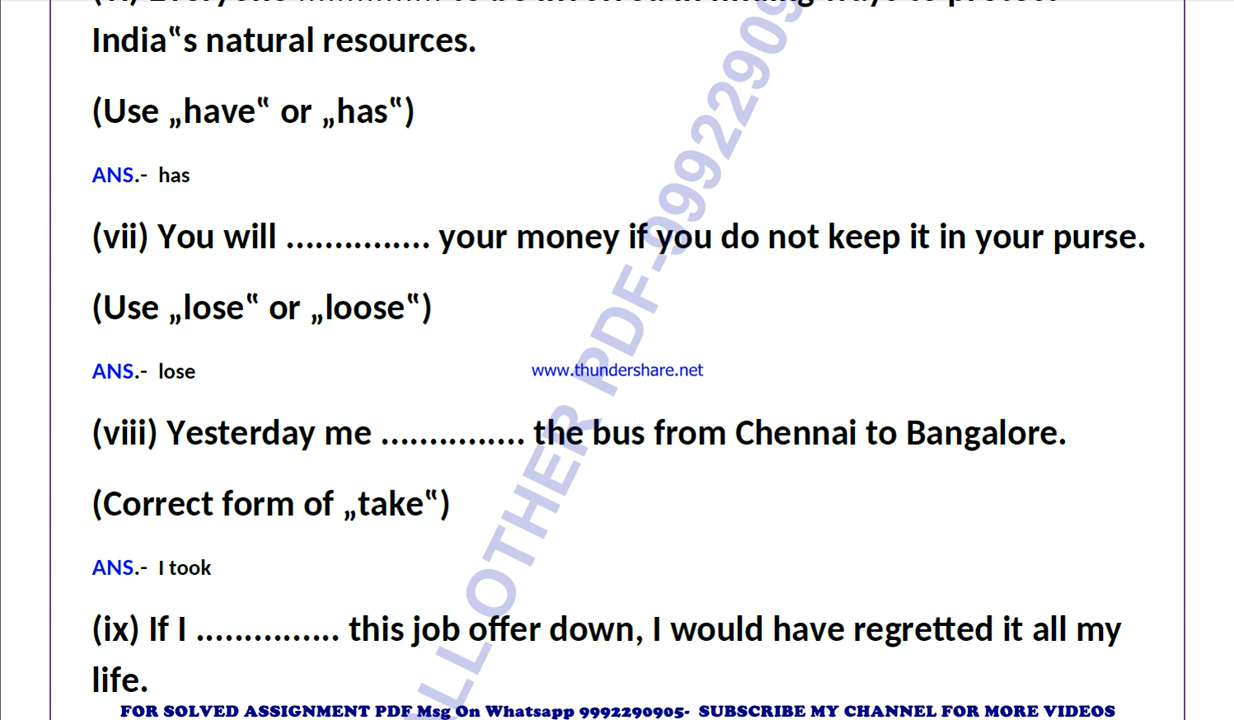 India‟s natural resources.
(Use „have‟ or „has‟)
ANS.- has
(vii) You will ............... your money if you do not keep it in your purse.
(Use „lose‟ or „loose‟)
ANS.- lose
www.thundershare.net
(viii) Yesterday me ............... the bus from Chennai to Bangalore.
(Correct form of „take‟)
ANS.- I took
(ix) If I ............... this job offer down, I would have regretted it all my
life.
OTHER PDF-99922909
FOR SOLVED ASSIGNMENT PDF Msg On Whatsapp 9992290905- SUBSCRIBE MY CHANNEL FOR MORE VIDEOS